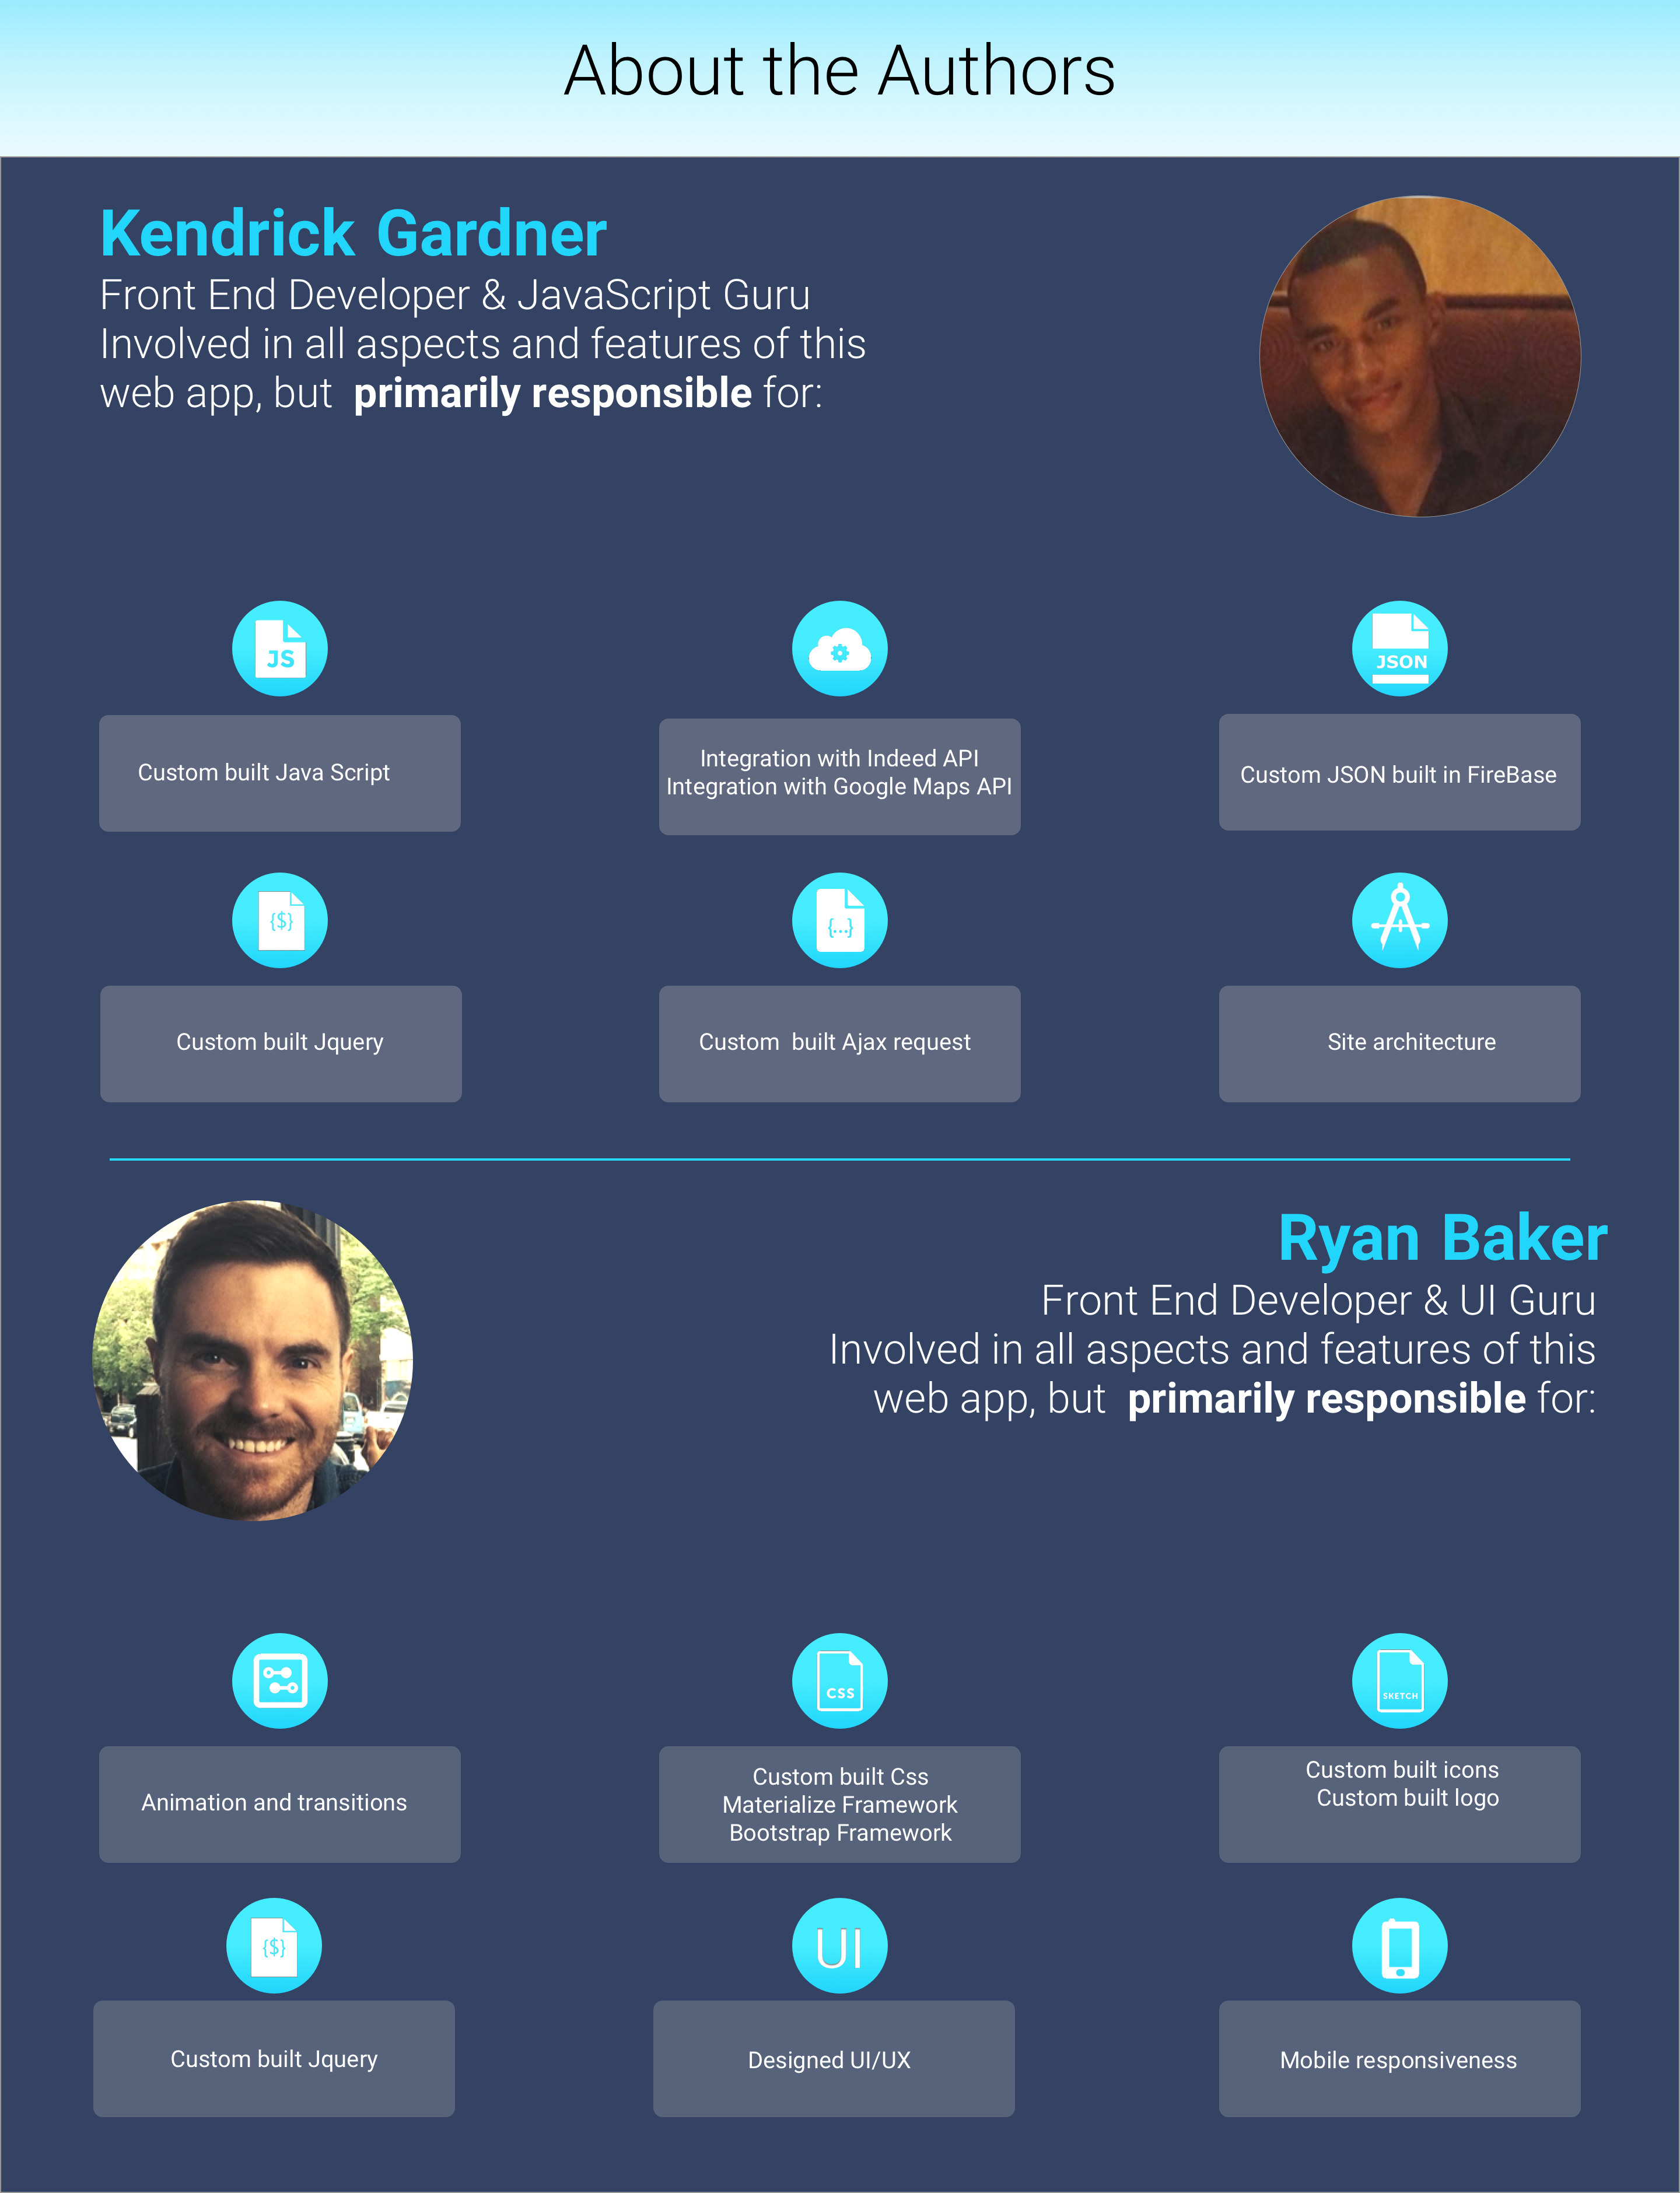 About the Authors
Kendrick Gardner
Front End Developer & JavaScript Guru
Involved in all aspects and features of this
web app, but primarily responsible for:
JS
JSON
Custom built Java Script
Integration with Indeed API
Integration with Google Maps API
Custom JSON built in FireBase
{$}
{...}
Custom built Jquery
Custom built Ajax request
Site architecture
Ryan Baker
Front End Developer & UI Guru
Involved in all aspects and features of this
web app, but primarily responsible for:
CSS
SKETCH
Animation and transitions
Custom built Css
Materialize Framework
Bootstrap Framework
Custom built icons
Custom built logo
{$}
UI
Custom built Jquery
Designed UI/UX
Mobile responsiveness